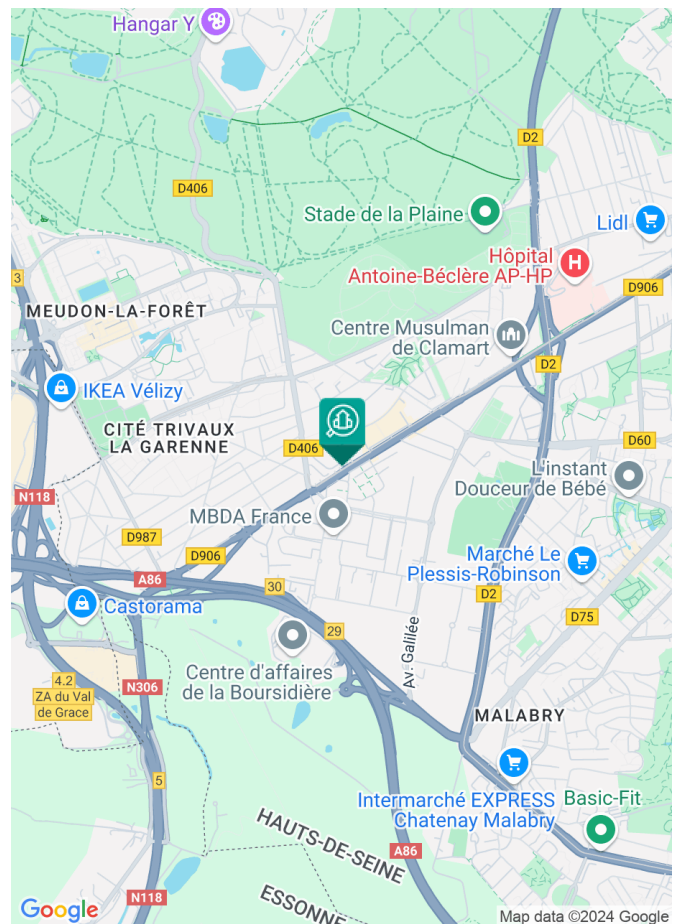 Hangar Y
D2
D406
Stade de la Plaine
Lidl
Hôpital
Antoine-Béclère AP-HP
H
3
D906
MEUDON-LA-FORÊT
Centre Musulman
de Clamart
D2
IKEA Vélizy
CITÉ TRIVAUX
LA GARENNE
D406
D60
L'instant
Douceur de Bébé
N118
MBDA France
D987
D906
Marché Le
Plessis-Robinson
A86
30
D2
Castorama
29
D75
Av. Galilée
Centre d'affaires
de la Boursidière
4.2
ZA du Val
de Grace
N306
MALABRY
5
Intermarché EXPRESS
Chatenay Malabry
Basic-Fit
HAUTS-DE-SEINE
A86
ESSONNE
N118
Google
Map data ©2024 Google